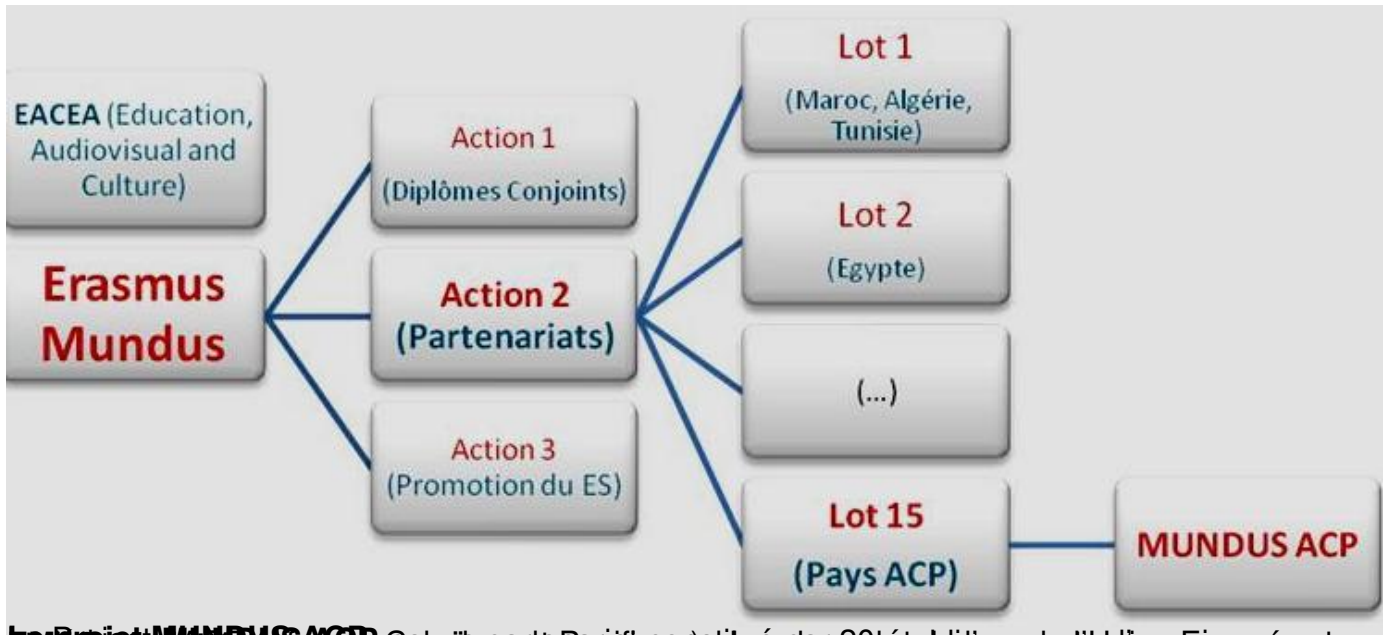 EACEA (Education,
Audiovisual and
Culture)
Erasmus
Mundus
Action 1
(Diplômes Conjoints)
Action 2
(Partenariats)
Action 3
(Promotion du ES)
Lot 1
(Maroc, Algérie,
Tunisie)
Lot 2
(Egypte)
(...)
Lot 15
(Pays ACP)
MUNDUS ACP